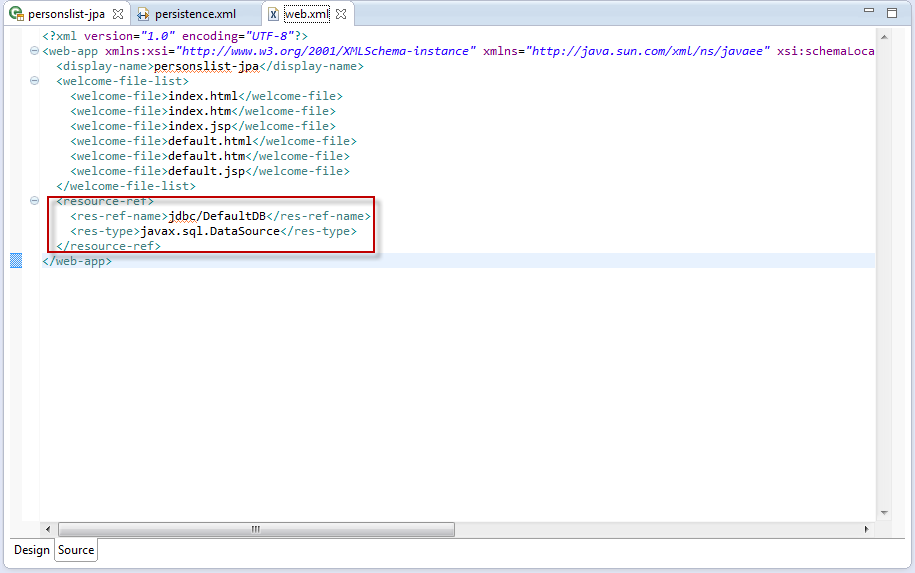 personslist-jpa persistence.xml web.xml
<?xml version="1.0" encoding="UTF-8"?>
<web-app xmlns:xsi="http://www.w3.org/2001/XMLSchema-instance" xmlns="http://java.sun.com/xml/ns/javaee" xsi:schemaLoca
<display-name>personslist-jpa</display-name>
<welcome-file-list>
<welcome-file>index.html</welcome-file>
<welcome-file>index.htm</welcome-file>
<welcome-file>index.jsp</welcome-file>
<welcome-file>default.html</welcome-file>
<welcome-file>default.htm</welcome-file>
<welcome-file>default.jsp</welcome-file>
</welcome-file-list>
<resource-ref>
<res-ref-name>jdbc/DefaultDB</res-ref-name>
<res-type>javax.sql.DataSource</res-type>
</resource-ref>
</web-app>
Design Source